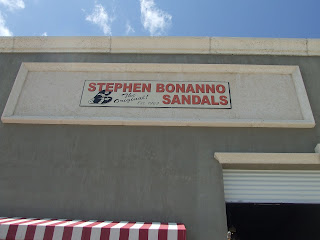 STEPHEN BONANNO
The Original
SANDALS